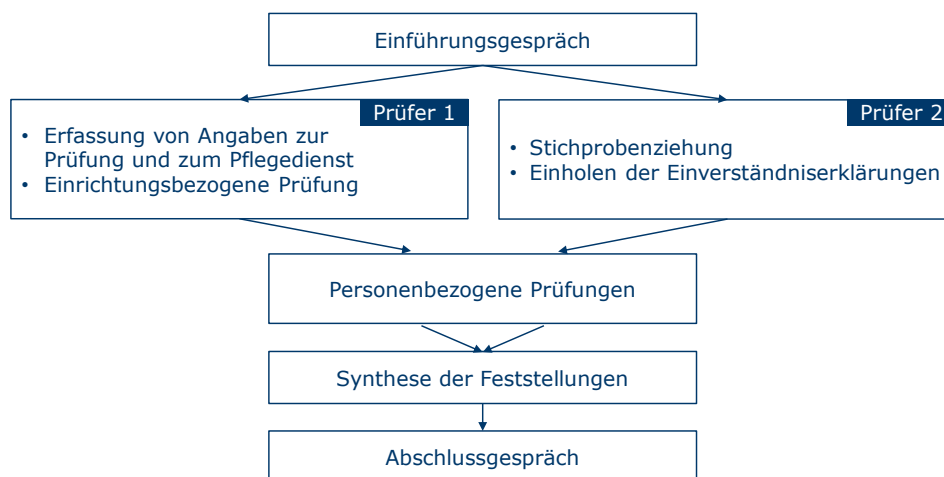 Einführungsgespräch
Prüfer 1
• Erfassung von Angaben zur
Prüfung und zum Pflegedienst
• Einrichtungsbezogene Prüfung
Prüfer 2
• Stichprobenziehung
• Einholen der Einverständniserklärungen
Personenbezogene Prüfungen
Synthese der Feststellungen
Abschlussgespräch